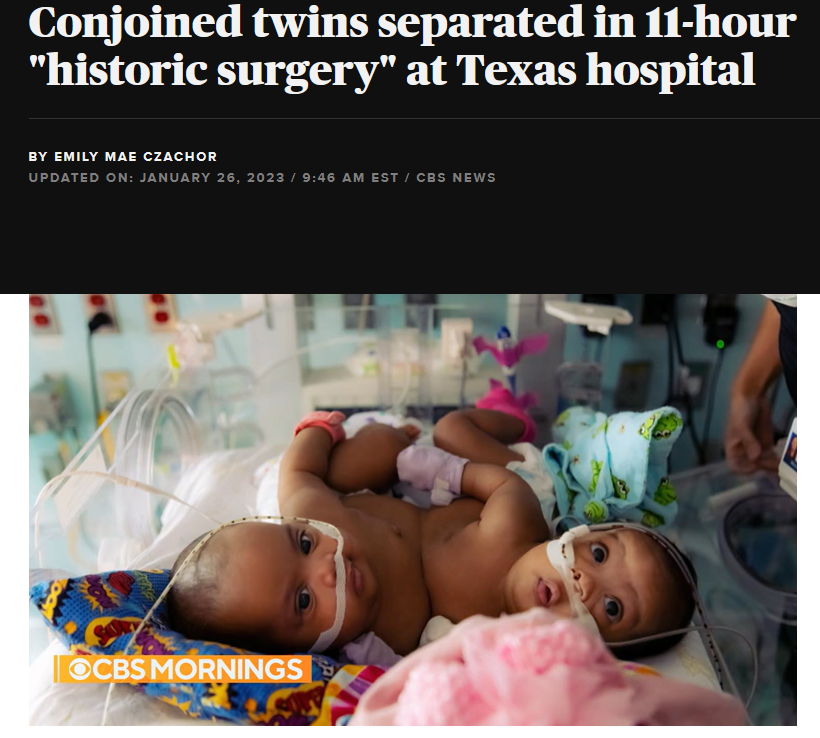 Conjoined twins separated in 11-hour
"historic surgery" at Texas hospital
BY EMILY MAE CZACHOR
UPDATED ON: JANUARY 26, 2023 / 9:46 AM EST / CBS NEWS
CBS MORNINGS